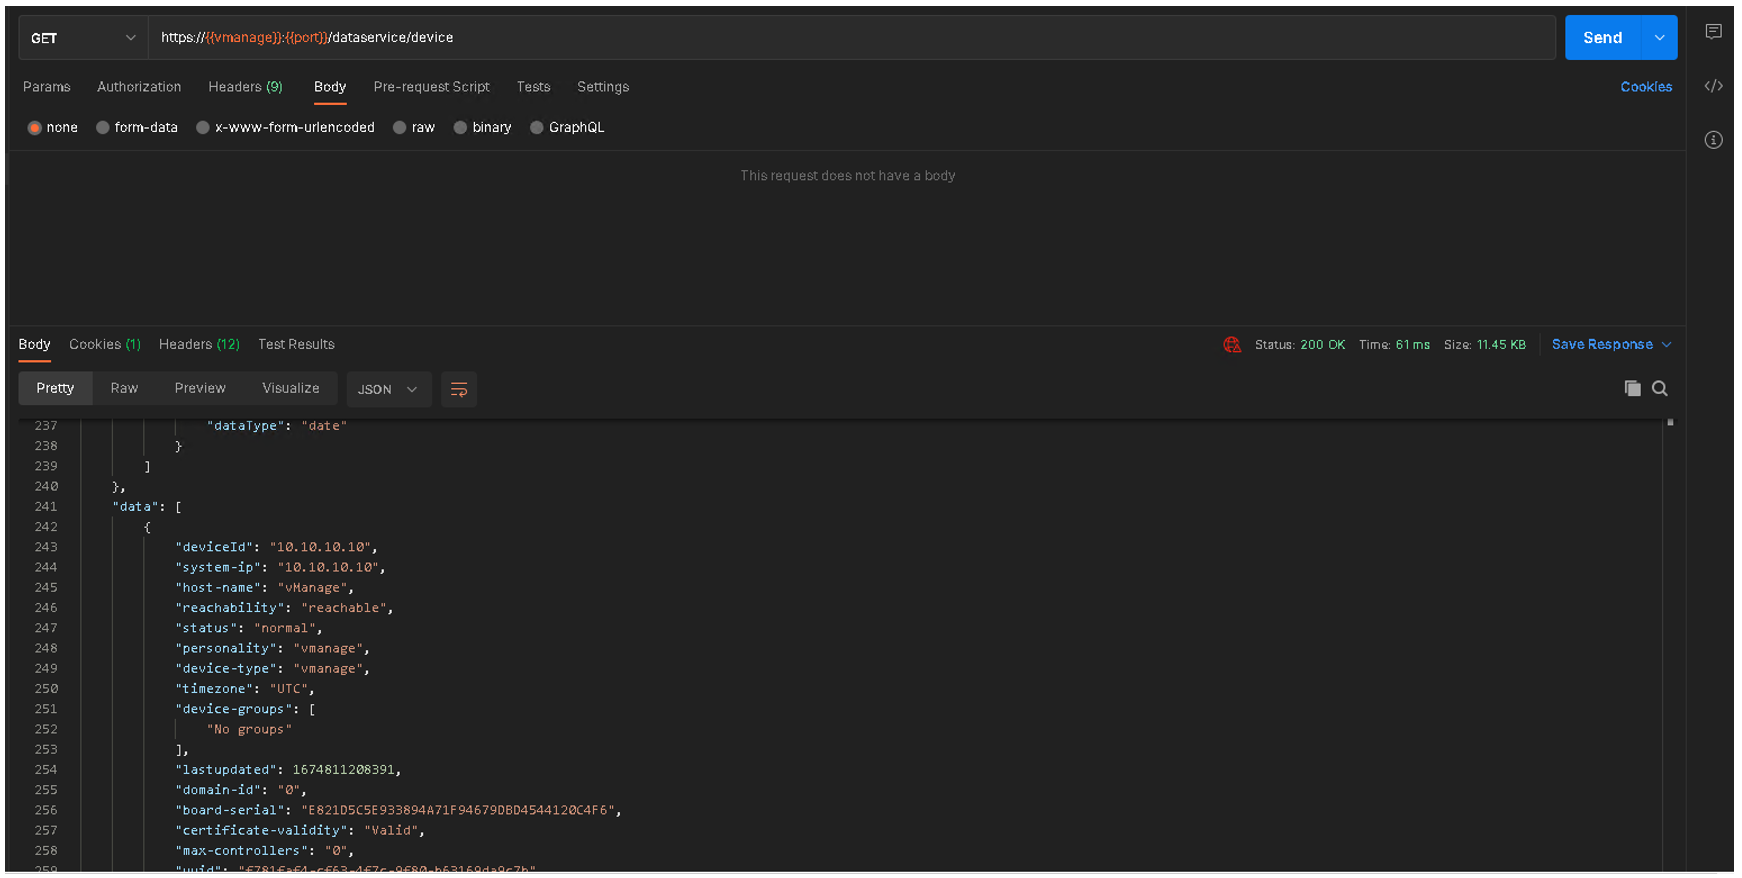 GET https://{{vmanage}}:{{port}}/dataservice/device Send
Params Authorization Headers (9) Body Pre-request Script Tests Settings Cookies
none form-data x-www-form-urlencoded raw binary GraphQL
This request does not have a body
Body Cookies (1) Headers (12) Test Results Status: 200 OK Time: 61 ms Size: 11.45 KB Save Response
Pretty Raw Preview Visualize JSON
237 "dataType": "date"
238 }
239 ]
240 },
241 "data": [
242 {
243 "deviceId": "10.10.10.10",
244 "system-ip": "10.10.10.10",
245 "host-name": "vManage",
246 "reachability": "reachable",
247 "status": "normal",
248 "personality": "vmanage",
249 "device-type": "vmanage",
250 "timezone": "UTC",
251 "device-groups": [
252 "No groups"
253 ],
254 "lastupdated": 1674811208391,
255 "domain-id": "0",
256 "board-serial": "E821D5C5E933894A71F94679DBD4544120C4F6",
257 "certificate-validity": "Valid",
258 "max-controllers": "0",
259 "uuid":